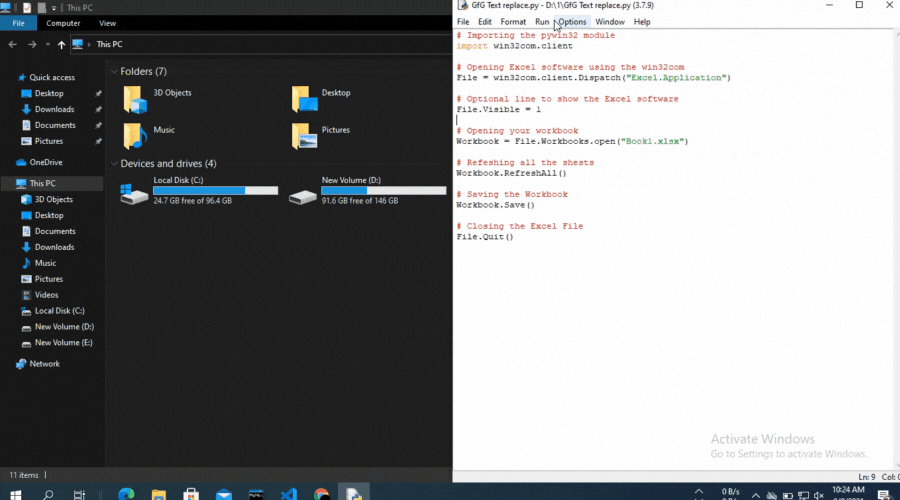 This PC
File
Computer
View
This PC
Quick access
Desktop
Downloads
Documents
Pictures
OneDrive
This PC
3D Objects
Desktop
Documents
Downloads
Music
Pictures
Videos
Local Disk (C:)
New Volume (D:)
New Volume (E:)
Network
Folders (7)
3D Objects
Desktop
Music
Pictures
Devices and drives (4)
Local Disk (C:)
24.7 GB free of 96.4 GB
New Volume (D:)
91.6 GB free of 146 GB
11 items
GfG Text replace.py - D:\1\GfG Text replace.py (3.7.9)
File Edit Format Run Options Window Help
# Importing the pywin32 module
import win32com.client
# Opening Excel software using the win32com
File = win32com.client.Dispatch("Excel.Application")
# Optional line to show the Excel software
File.Visible = 1
# Opening your workbook
Workbook = File.Workbooks.open("Book1.xlsx")
# Refeshing all the shests
Workbook.RefreshAll()
# Saving the Workbook
Workbook.Save()
# Closing the Excel File
File.Quit()
Activate Windows
Go to Settings to activate Windows.
Ln: 9 Col: 0
0 B/s
10:24 AM